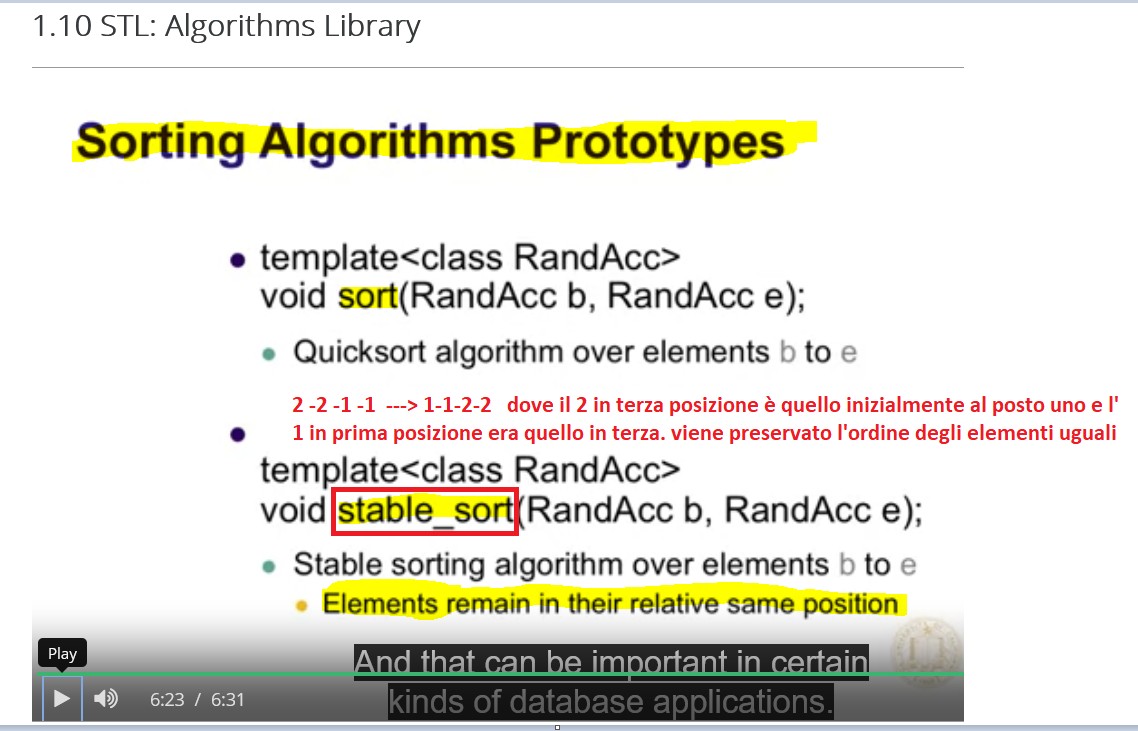 1.10 STL: Algorithms Library
Sorting Algorithms Prototypes
• template<class RandAcc>
void sort(RandAcc b, RandAcc e);
• Quicksort algorithm over elements b to e
2 -2 -1 -1 ---> 1-1-2-2 dove il 2 in terza posizione è quello inizialmente al posto uno e l'
1 in prima posizione era quello in terza. viene preservato l'ordine degli elementi uguali
•
template<class RandAcc>
void stable_sort(RandAcc b, RandAcc e);
• Stable sorting algorithm over elements b to e
• Elements remain in their relative same position
Play
And that can be important in certain
kinds of database applications.
6:23 / 6:31